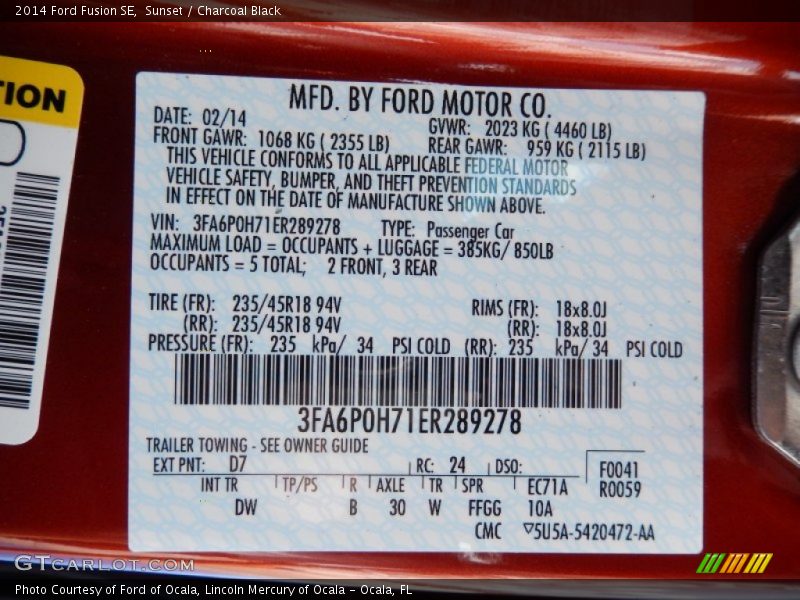 2014 Ford Fusion SE,  Sunset / Charcoal Black
...
TION
MFD. BY FORD MOTOR CO.
DATE: 02/14 GVWR: 2023 KG ( 4460 LB)
FRONT GAWR: 1068 KG ( 2355 LB) REAR GAWR: 959 KG ( 2115 LB)
THIS VEHICLE CONFORMS TO ALL APPLICABLE FEDERAL MOTOR
VEHICLE SAFETY, BUMPER, AND THEFT PREVENTION STANDARDS
IN EFFECT ON THE DATE OF MANUFACTURE SHOWN ABOVE.
VIN: 3FA6P0H71ER289278 TYPE: Passenger Car
MAXIMUM LOAD = OCCUPANTS + LUGGAGE = 385KG/ 850LB
OCCUPANTS = 5 TOTAL; 2 FRONT, 3 REAR
TIRE (FR): 235/45R18 94V RIMS (FR): 18x8.0J
(RR): 235/45R18 94V (RR): 18x8.0J
PRESSURE (FR): 235 kPa/ 34 PSI COLD (RR): 235 kPa/ 34 PSI COLD
3FA6P0H71ER289278
TRAILER TOWING - SEE OWNER GUIDE
EXT PNT: D7 RC: 24 DSO: F0041
INT TR TP/PS R AXLE TR SPR EC71A R0059
DW B 30 W FFGG 10A
CMC ▽5U5A-5420472-AA
GTCARLOT.COM
Photo Courtesy of Ford of Ocala, Lincoln Mercury of Ocala - Ocala, FL